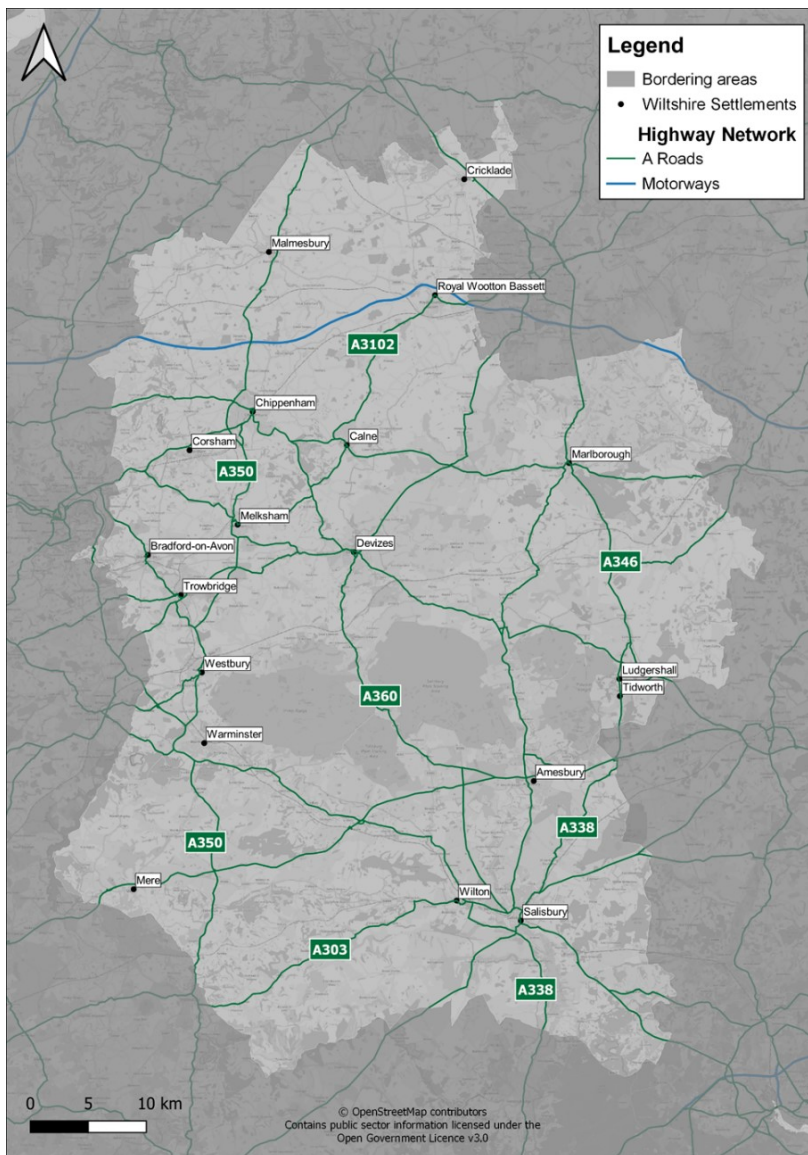 Legend
Bordering areas
Wiltshire Settlements
Highway Network
A Roads
Motorways
Cricklade
Malmesbury
Royal Wootton Bassett
A3102
Chippenham
Calne
Corsham
Marlborough
A350
Melksham
Bradford-on-Avon
Devizes
A346
Trowbridge
Westbury
Ludgershall
Tidworth
A360
Warminster
Amesbury
A350
A338
Mere
Wilton
Salisbury
A303
A338
0 5 10 km
© OpenStreetMap contributors
Contains public sector information licensed under the
Open Government Licence v3.0